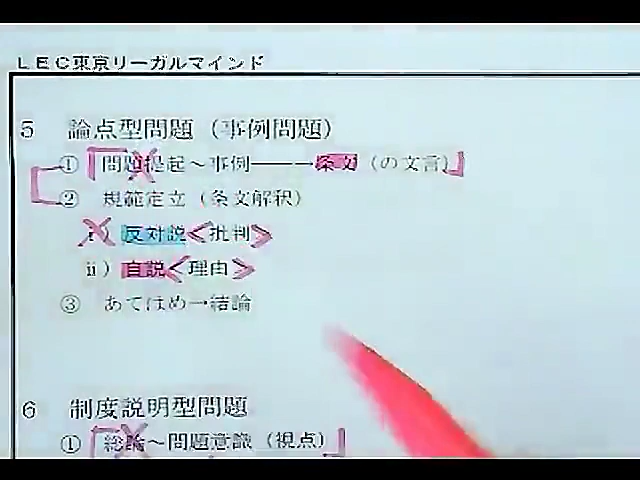 LEC東京リーガルマインド
5 論点型問題（事例問題）
① 「問題提起～事例――条文（の文言）」
② 規範定立（条文解釈）
ⅰ）反対説＜批判＞
ⅱ）自説＜理由＞
③ あてはめ→結論
6 制度説明型問題
① 「総論～問題意識（視点）」